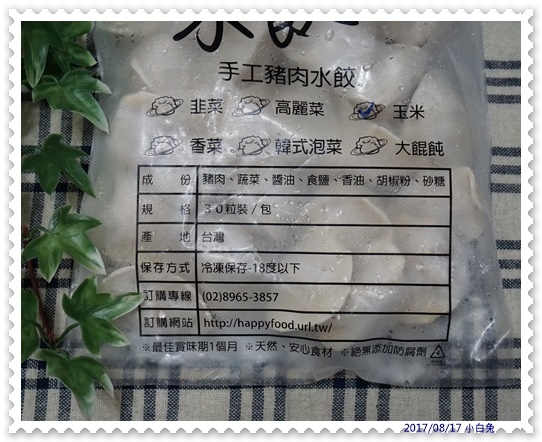 水餃
手工豬肉水餃
韭菜 高麗菜 玉米
香菜 韓式泡菜 大餛飩
成份 豬肉、蔬菜、醬油、食鹽、香油、胡椒粉、砂糖
規格 30粒裝/包
產地 台灣
保存方式 冷凍保存-18度以下
訂購專線 (02)8965-3857
訂購網站 http://happyfood.url.tw/
※最佳賞味期1個月 ※天然、安心食材 ※絕無添加防腐劑
2017/08/17 小白兔